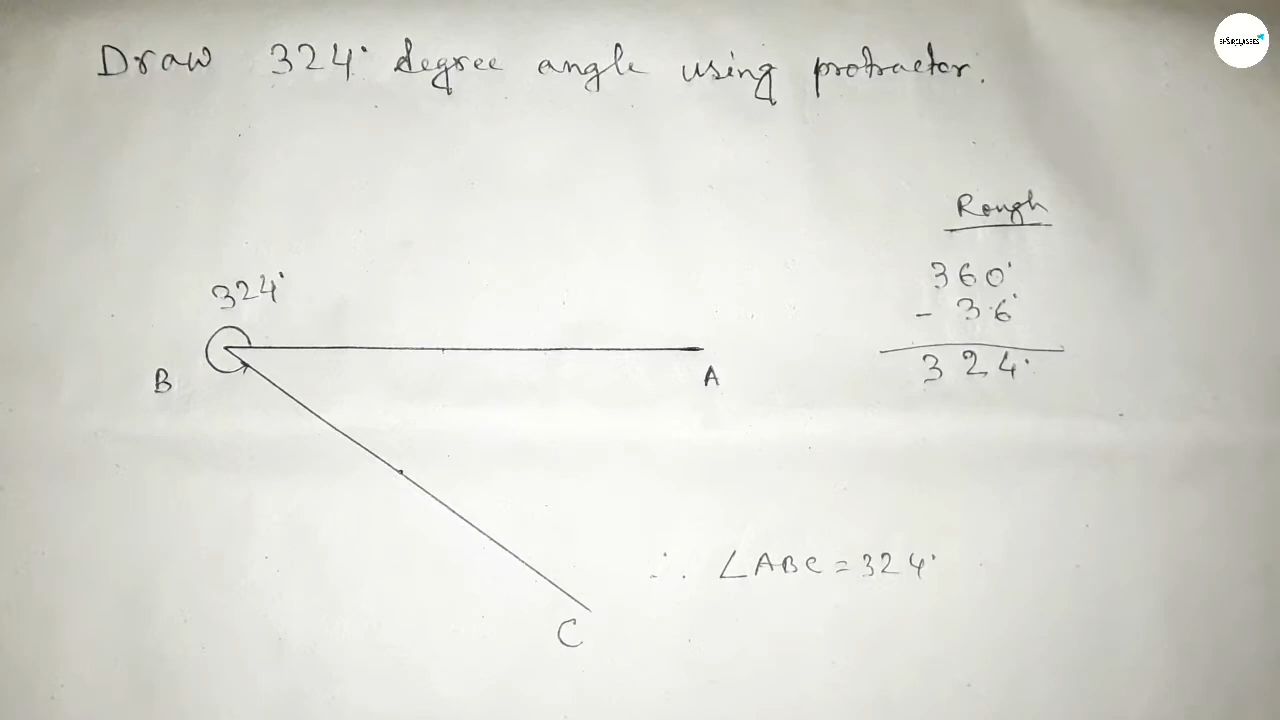 Draw 324° degree angle using protractor.
Rough
360°
- 36°
324°
324°
B
A
C
∴ ∠ABC = 324°